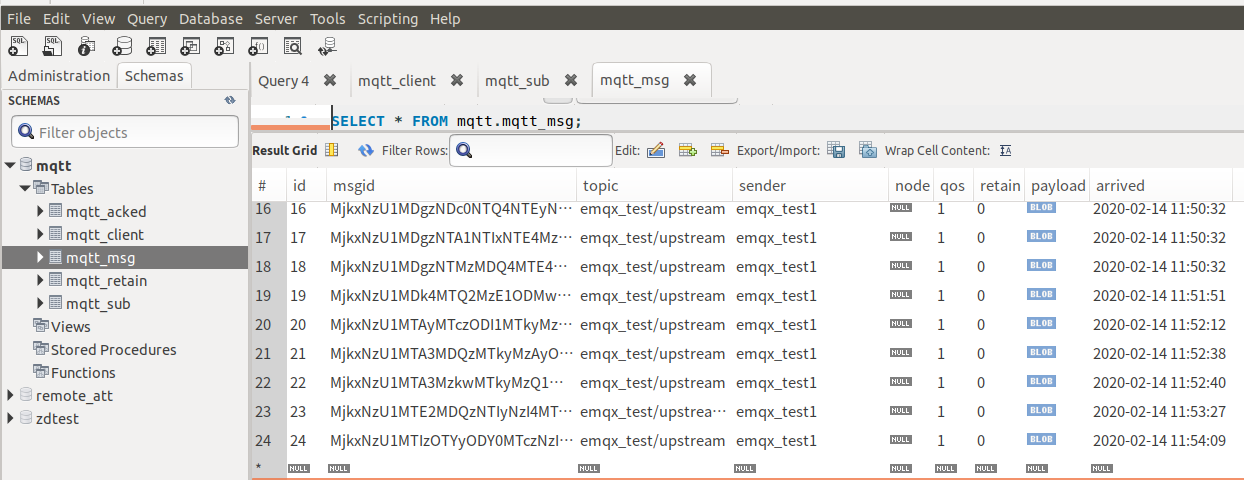 File Edit View Query Database Server Tools Scripting Help
Administration Schemas
SCHEMAS
Filter objects
mqtt
Tables
mqtt_acked
mqtt_client
mqtt_msg
mqtt_retain
mqtt_sub
Views
Stored Procedures
Functions
remote_att
zdtest
Query 4 mqtt_client mqtt_sub mqtt_msg
SELECT * FROM mqtt.mqtt_msg;
Result Grid Filter Rows: Edit: Export/Import: Wrap Cell Content:
# id msgid topic sender node qos retain payload arrived
16 16 MjkxNzU1MDgzNDc0NTQ4NTEyN… emqx_test/upstream emqx_test1 NULL 1 0 BLOB 2020-02-14 11:50:32
17 17 MjkxNzU1MDgzNTA1NTIxNTE4Mz… emqx_test/upstream emqx_test1 NULL 1 0 BLOB 2020-02-14 11:50:32
18 18 MjkxNzU1MDgzNTMzMDQ4MTE4… emqx_test/upstream emqx_test1 NULL 1 0 BLOB 2020-02-14 11:50:32
19 19 MjkxNzU1MDk4MTQ2MzE1ODMw… emqx_test/upstream emqx_test1 NULL 1 0 BLOB 2020-02-14 11:51:51
20 20 MjkxNzU1MTAyMTczODI1MTkyMz… emqx_test/upstream emqx_test1 NULL 1 0 BLOB 2020-02-14 11:52:12
21 21 MjkxNzU1MTA3MDQzMTkyMzAyO… emqx_test/upstream emqx_test1 NULL 1 0 BLOB 2020-02-14 11:52:38
22 22 MjkxNzU1MTA3MzkwMTkyMzQ1… emqx_test/upstream emqx_test1 NULL 1 0 BLOB 2020-02-14 11:52:40
23 23 MjkxNzU1MTE2MDQzNTIyNzI4MT… emqx_test/upstrea… emqx_test1 NULL 1 0 BLOB 2020-02-14 11:53:27
24 24 MjkxNzU1MTIzOTYyODY0MTczNzI… emqx_test/upstream emqx_test1 NULL 1 0 BLOB 2020-02-14 11:54:09
* NULL NULL NULL NULL NULL NULL NULL NULL NULL